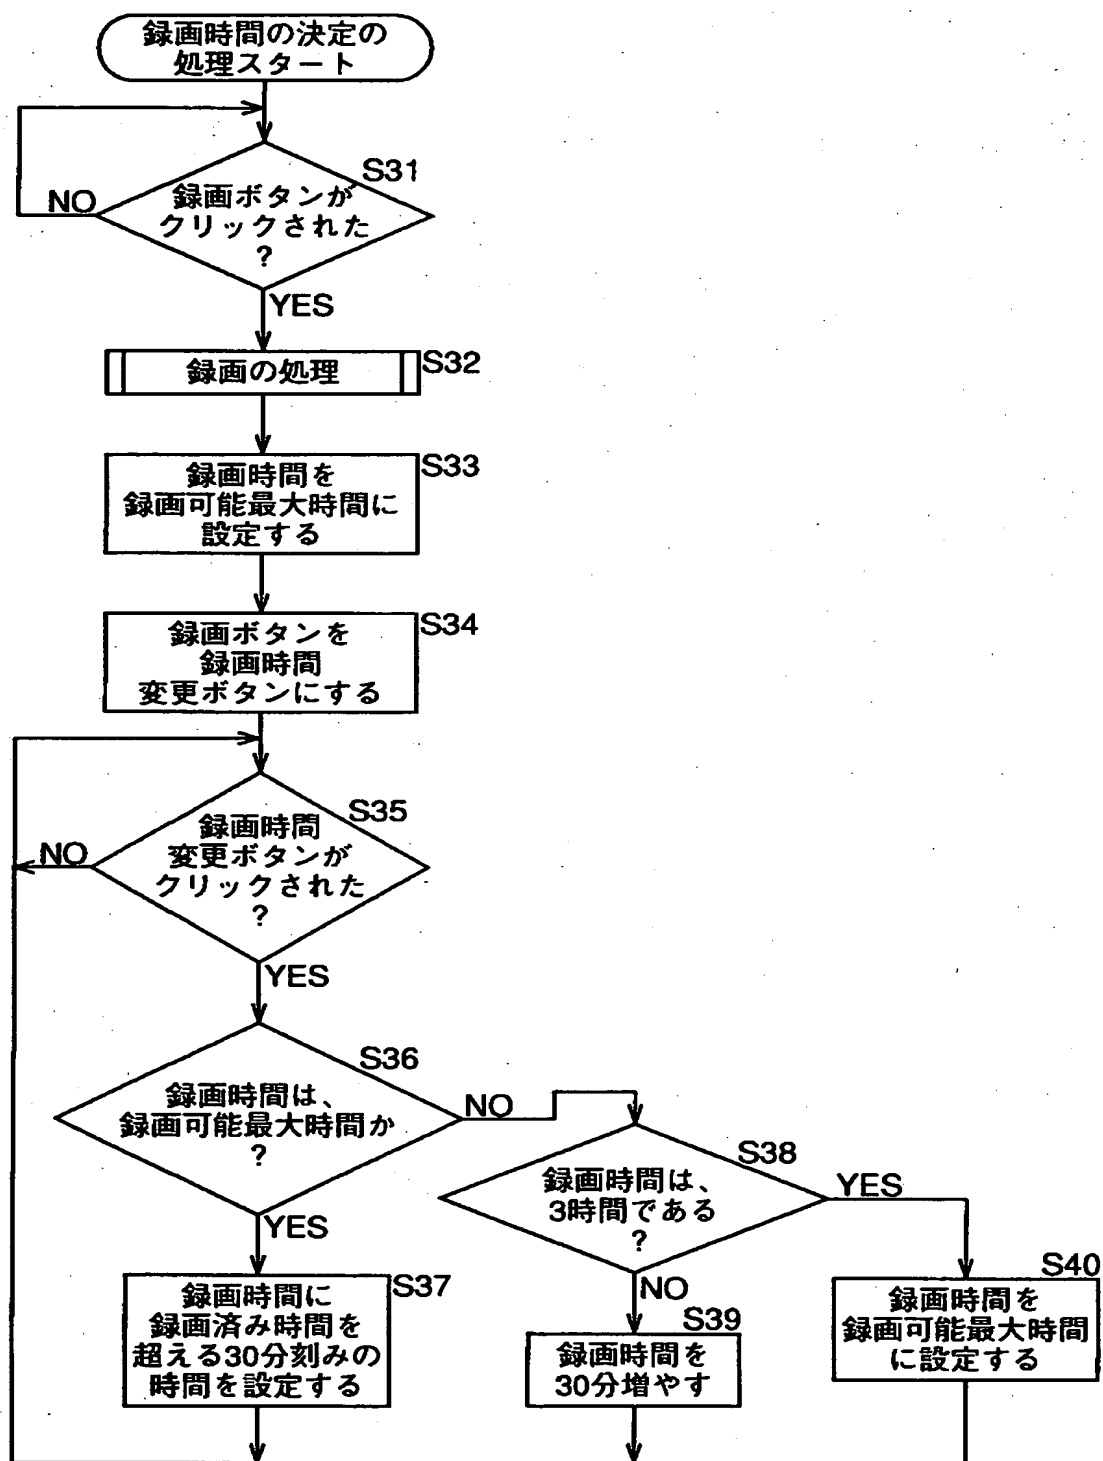 録画時間の決定の
処理スタート
S31
録画ボタンが
クリックされた
?
NO
YES
録画の処理
S32
S33
録画時間を
録画可能最大時間に
設定する
S34
録画ボタンを
録画時間
変更ボタンにする
S35
録画時間
変更ボタンが
クリックされた
?
NO
YES
S36
録画時間は、
録画可能最大時間か
?
NO
YES
S38
録画時間は、
3時間である
?
YES
NO
S37
録画時間に
録画済み時間を
超える30分刻みの
時間を設定する
S39
録画時間を
30分増やす
S40
録画時間を
録画可能最大時間
に設定する